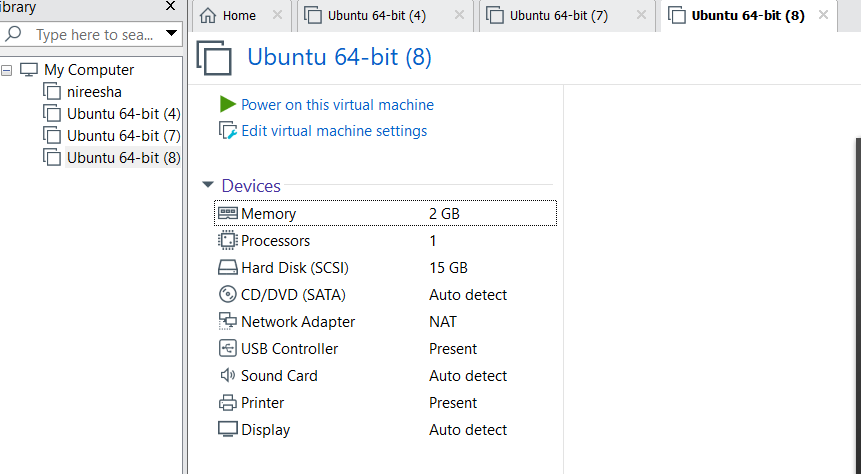 ibrary
Type here to sea...
My Computer
nireesha
Ubuntu 64-bit (4)
Ubuntu 64-bit (7)
Ubuntu 64-bit (8)
Home
Ubuntu 64-bit (4)
Ubuntu 64-bit (7)
Ubuntu 64-bit (8)
Ubuntu 64-bit (8)
Power on this virtual machine
Edit virtual machine settings
Devices
Memory 2 GB
Processors 1
Hard Disk (SCSI) 15 GB
CD/DVD (SATA) Auto detect
Network Adapter NAT
USB Controller Present
Sound Card Auto detect
Printer Present
Display Auto detect